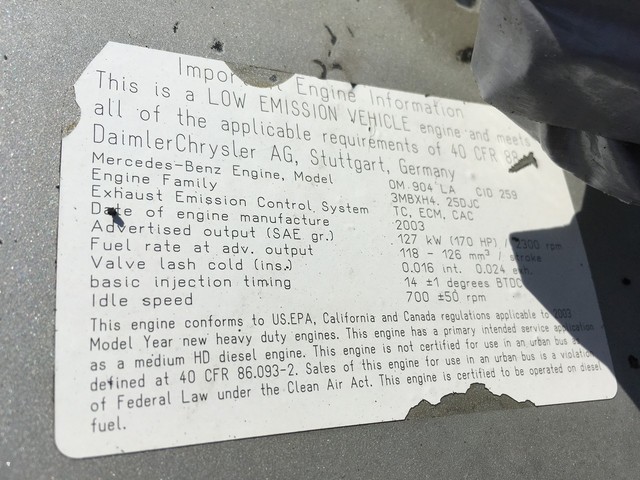 Engine Information
This is a LOW EMISSION VEHICLE engine and meets
all of the applicable requirements of 40 CFR
DaimlerChrysler AG, Stuttgart, Germany
Mercedes-Benz Engine, Model OM 904 LA CID 259
Engine Family 3MBXH4. 25DJC
Exhaust Emission Control System TC, ECM, CAC
Date of engine manufacture 2003
Advertised output (SAE gr.) 127 kW (170 HP) / 2300 rpm
Fuel rate at adv. output 118 - 126 mm³ / stroke
Valve lash cold (ins.) 0.016 int. 0.024 exh.
basic injection timing 14 ±1 degrees BTDC
Idle speed 700 ±50 rpm
This engine conforms to US.EPA, California and Canada regulations applicable to 2003
Model Year new heavy duty engines. This engine has a primary intended service application
as a medium HD diesel engine. This engine is not certified for use in an urban bus as
defined at 40 CFR 86.093-2. Sales of this engine for use in an urban bus is a violation
of Federal Law under the Clean Air Act. This engine is certified to be operated on diesel
fuel.